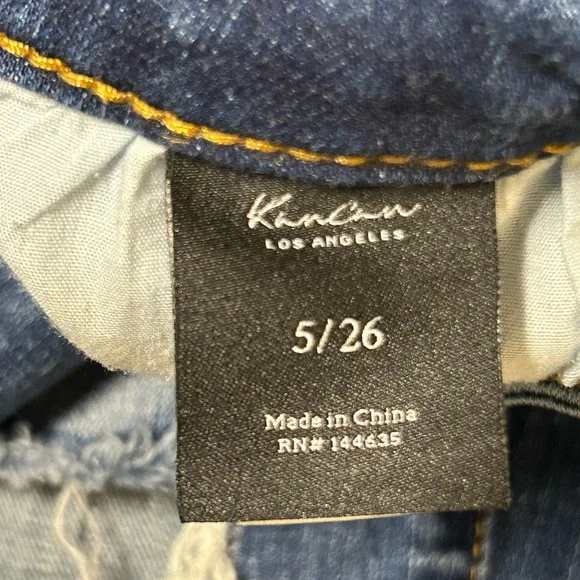 KanCan
LOS ANGELES
5/26
Made in China
RN# 144635